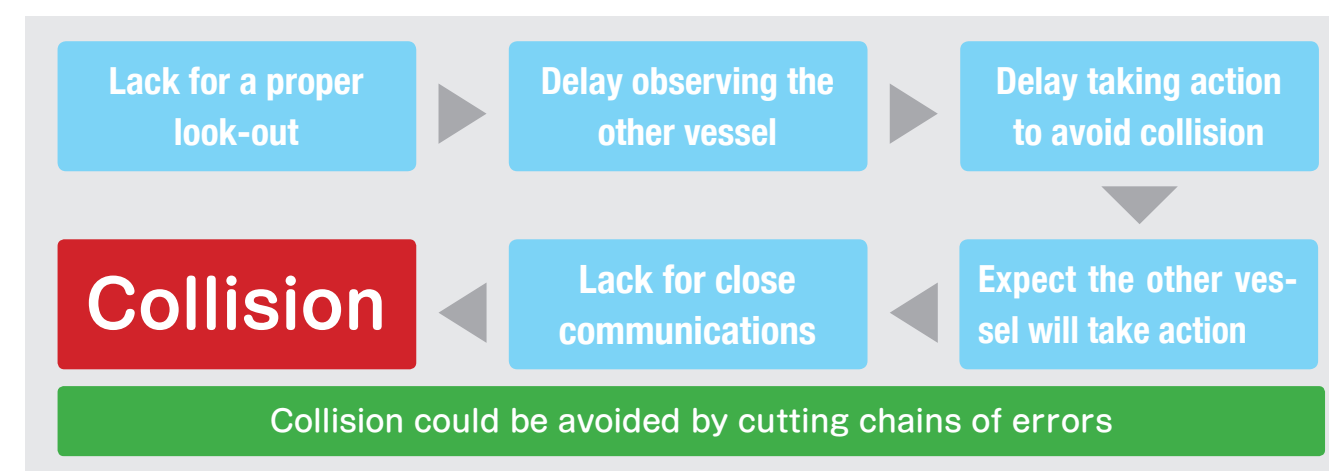 Lack for a proper
look-out
Delay observing the
other vessel
Delay taking action
to avoid collision
Expect the other ves-
sel will take action
Lack for close
communications
Collision
Collision could be avoided by cutting chains of errors